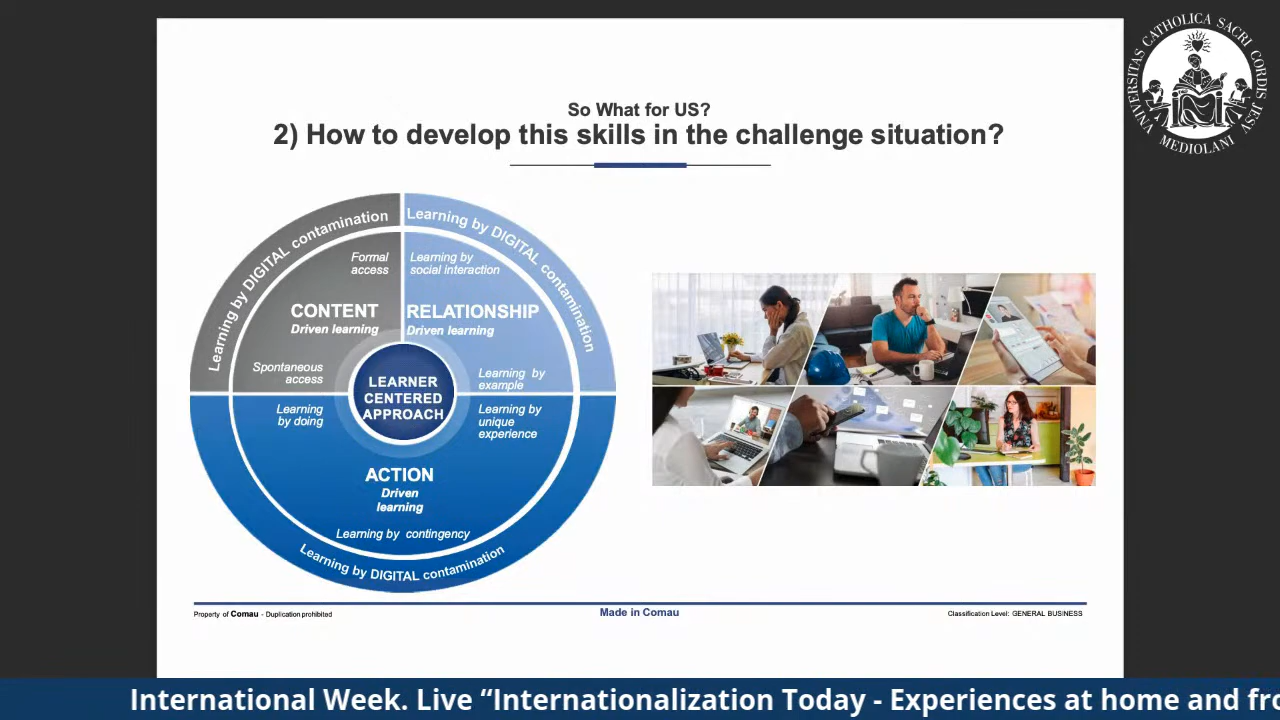 UNIVERSITAS CATHOLICA SACRI CORDIS JESV
MEDIOLANI
So What for US?
2) How to develop this skills in the challenge situation?
Learning by DIGITAL contamination
Learning by DIGITAL contamination
Formal
access
CONTENT
Driven learning
Spontaneous
access
Learning by
social interaction
RELATIONSHIP
Driven learning
Learning by
example
LEARNER
CENTERED
APPROACH
Learning
by doing
Learning by
unique
experience
ACTION
Driven
learning
Learning by contingency
Learning by DIGITAL contamination
Property of Comau - Duplication prohibited
Made in Comau
Classification Level: GENERAL BUSINESS
International Week. Live “Internationalization Today - Experiences at home and fro